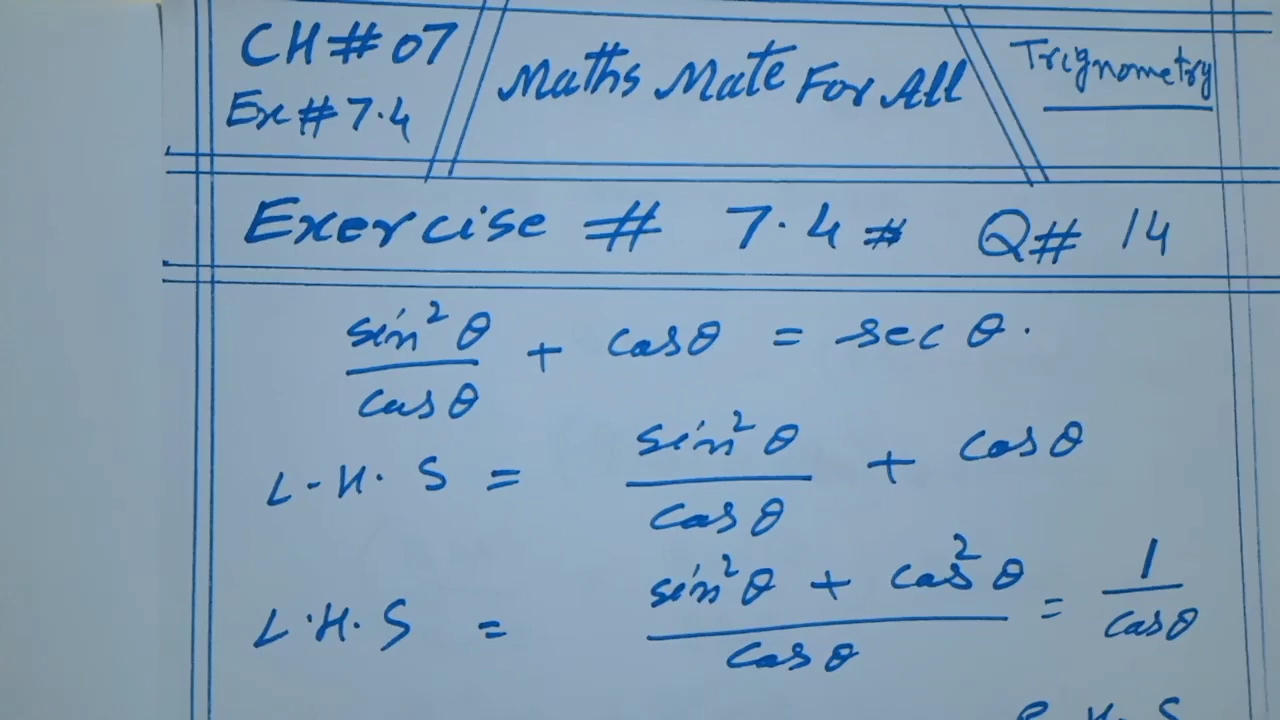 CH # 07
Ex # 7.4
Maths Mate For All
Trignometry
Exercise # 7.4 # Q# 14
sin²θ/cosθ + cosθ = sec θ.
L-H.S = sin²θ/cosθ + cosθ
L.H.S = (sin²θ + cos²θ)/cosθ = 1/cosθ